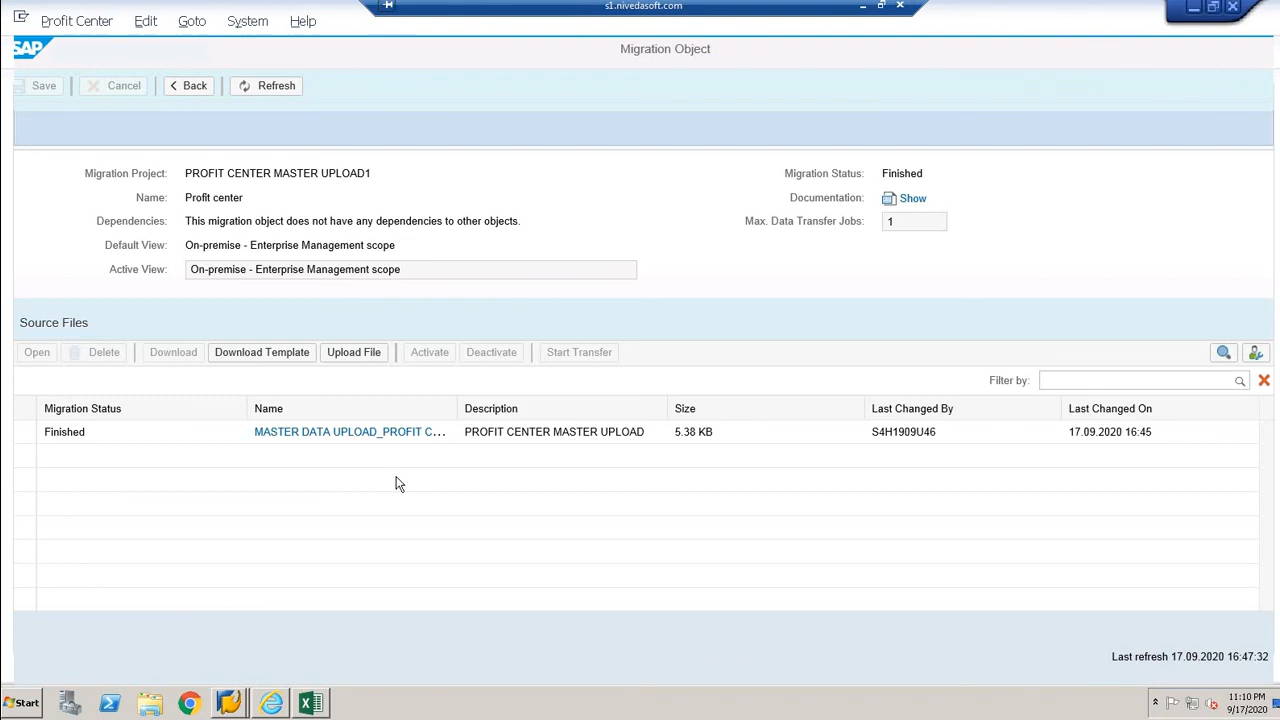 s1.nivedasoft.com
Profit Center Edit Goto System Help
SAP Migration Object
Save Cancel Back Refresh
Migration Project: PROFIT CENTER MASTER UPLOAD1 Migration Status: Finished
Name: Profit center Documentation: Show
Dependencies: This migration object does not have any dependencies to other objects. Max. Data Transfer Jobs: 1
Default View: On-premise - Enterprise Management scope
Active View: On-premise - Enterprise Management scope
Source Files
Open Delete Download Download Template Upload File Activate Deactivate Start Transfer
Filter by:
Migration Status Name Description Size Last Changed By Last Changed On
Finished MASTER DATA UPLOAD_PROFIT C... PROFIT CENTER MASTER UPLOAD 5.38 KB S4H1909U46 17.09.2020 16:45
Last refresh 17.09.2020 16:47:32
Start 11:10 PM
9/17/2020